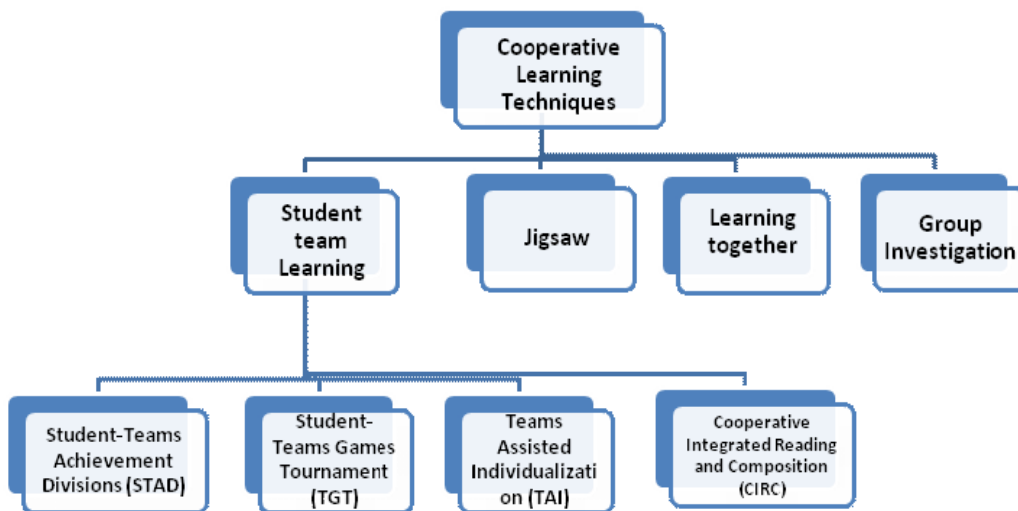 Cooperative
Learning
Techniques
Student
team
Learning
Jigsaw
Learning
together
Group
Investigation
Student-Teams
Achievement
Divisions (STAD)
Student-
Teams Games
Tournament
(TGT)
Teams
Assisted
Individualizati
on (TAI)
Cooperative
Integrated Reading
and Composition
(CIRC)